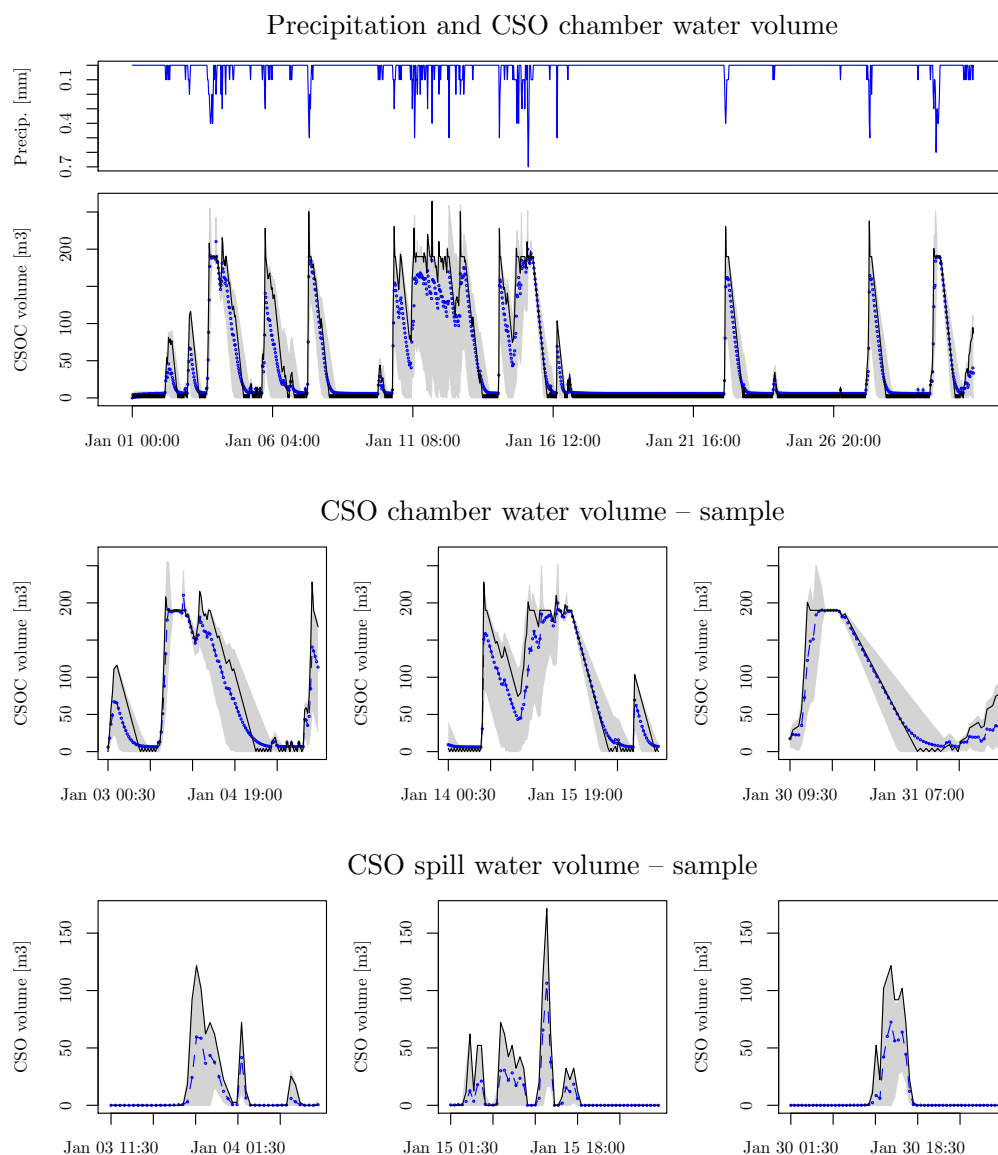 Precipitation and CSO chamber water volume
Precip. [mm]
0.1
0.4
0.7
CSOC volume [m3]
0
50
100
200
Jan 01 00:00
Jan 06 04:00
Jan 11 08:00
Jan 16 12:00
Jan 21 16:00
Jan 26 20:00
CSO chamber water volume – sample
CSOC volume [m3]
0
50
100
200
Jan 03 00:30
Jan 04 19:00
CSOC volume [m3]
0
50
100
200
Jan 14 00:30
Jan 15 19:00
CSOC volume [m3]
0
50
100
200
Jan 30 09:30
Jan 31 07:00
CSO spill water volume – sample
CSO volume [m3]
0
50
100
150
Jan 03 11:30
Jan 04 01:30
CSO volume [m3]
0
50
100
150
Jan 15 01:30
Jan 15 18:00
CSO volume [m3]
0
50
100
150
Jan 30 01:30
Jan 30 18:30